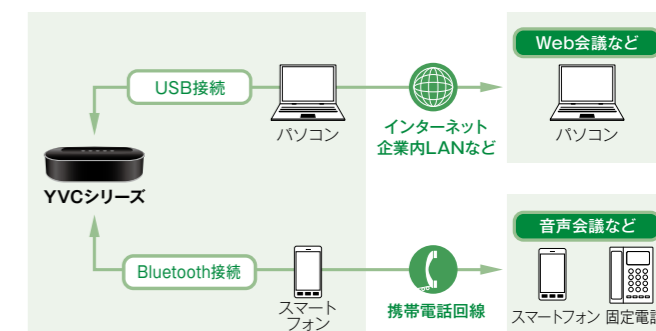 Web会議など
USB接続
パソコン
インターネット
企業内LANなど
パソコン
YVCシリーズ
音声会議など
Bluetooth接続
スマート
フォン
携帯電話回線
スマートフォン 固定電話